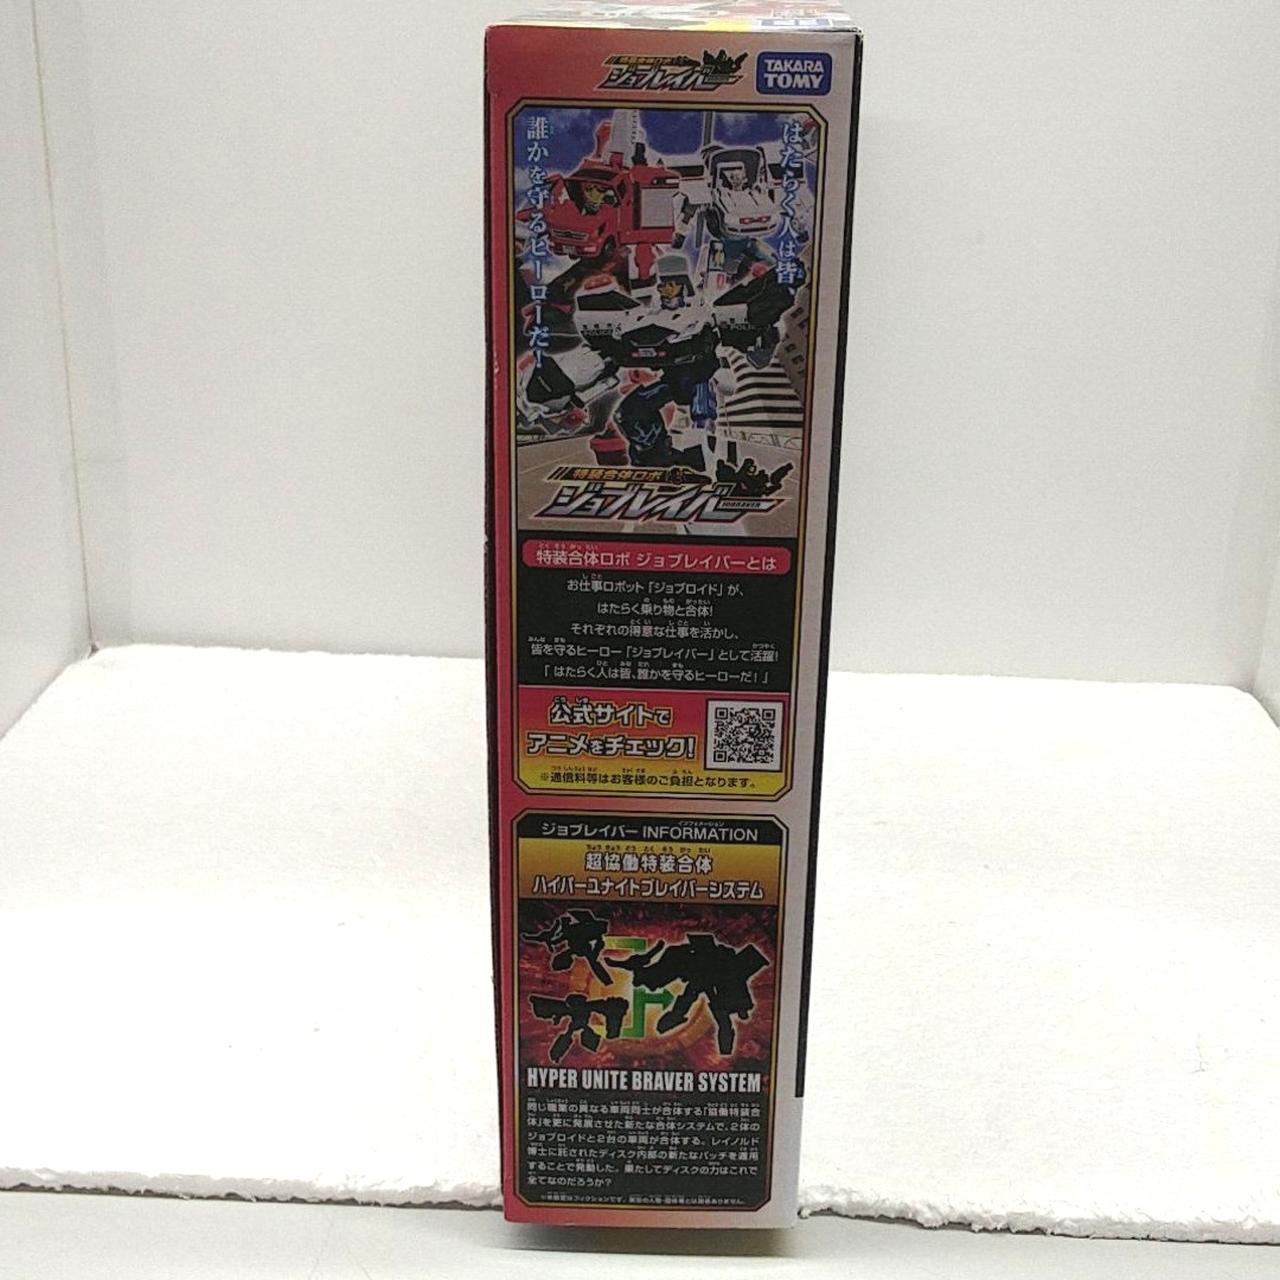 特装合体ロボ
ジョブレイバー
TAKARA
TOMY
はたらく人は皆、
誰かを守るヒーローだ!
POLICE
特装合体ロボ
ジョブレイバー
JOBRAVER
特装合体ロボ ジョブレイバーとは
お仕事ロボット「ジョブロイド」が、
はたらく乗り物と合体!
それぞれの得意な仕事を活かし、
皆を守るヒーロー「ジョブレイバー」として活躍!
「はたらく人は皆、誰かを守るヒーローだ!」
公式サイトで
アニメをチェック!
※通信料等はお客様のご負担となります。
ジョブレイバー INFORMATION
超協働特装合体
ハイパーユナイトブレイバーシステム
HYPER UNITE BRAVER SYSTEM
同じ職業の異なる車両同士が合体する「協働特装合
体」を更に発展させた新たな合体システムで、2体の
ジョブロイドと2台の車両が合体する。レイノルド
博士に託されたディスク内部の新たなパッチを適用
することで発動した。果たしてディスクの力はこれで
全てなのだろうか?